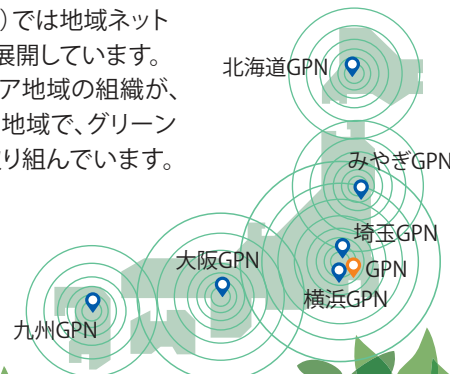 ）では地域ネット
展開しています。
ア地域の組織が、
地域で、グリーン
り組んでいます。
北海道GPN
みやぎGPN
埼玉GPN
大阪GPN
GPN
横浜GPN
九州GPN